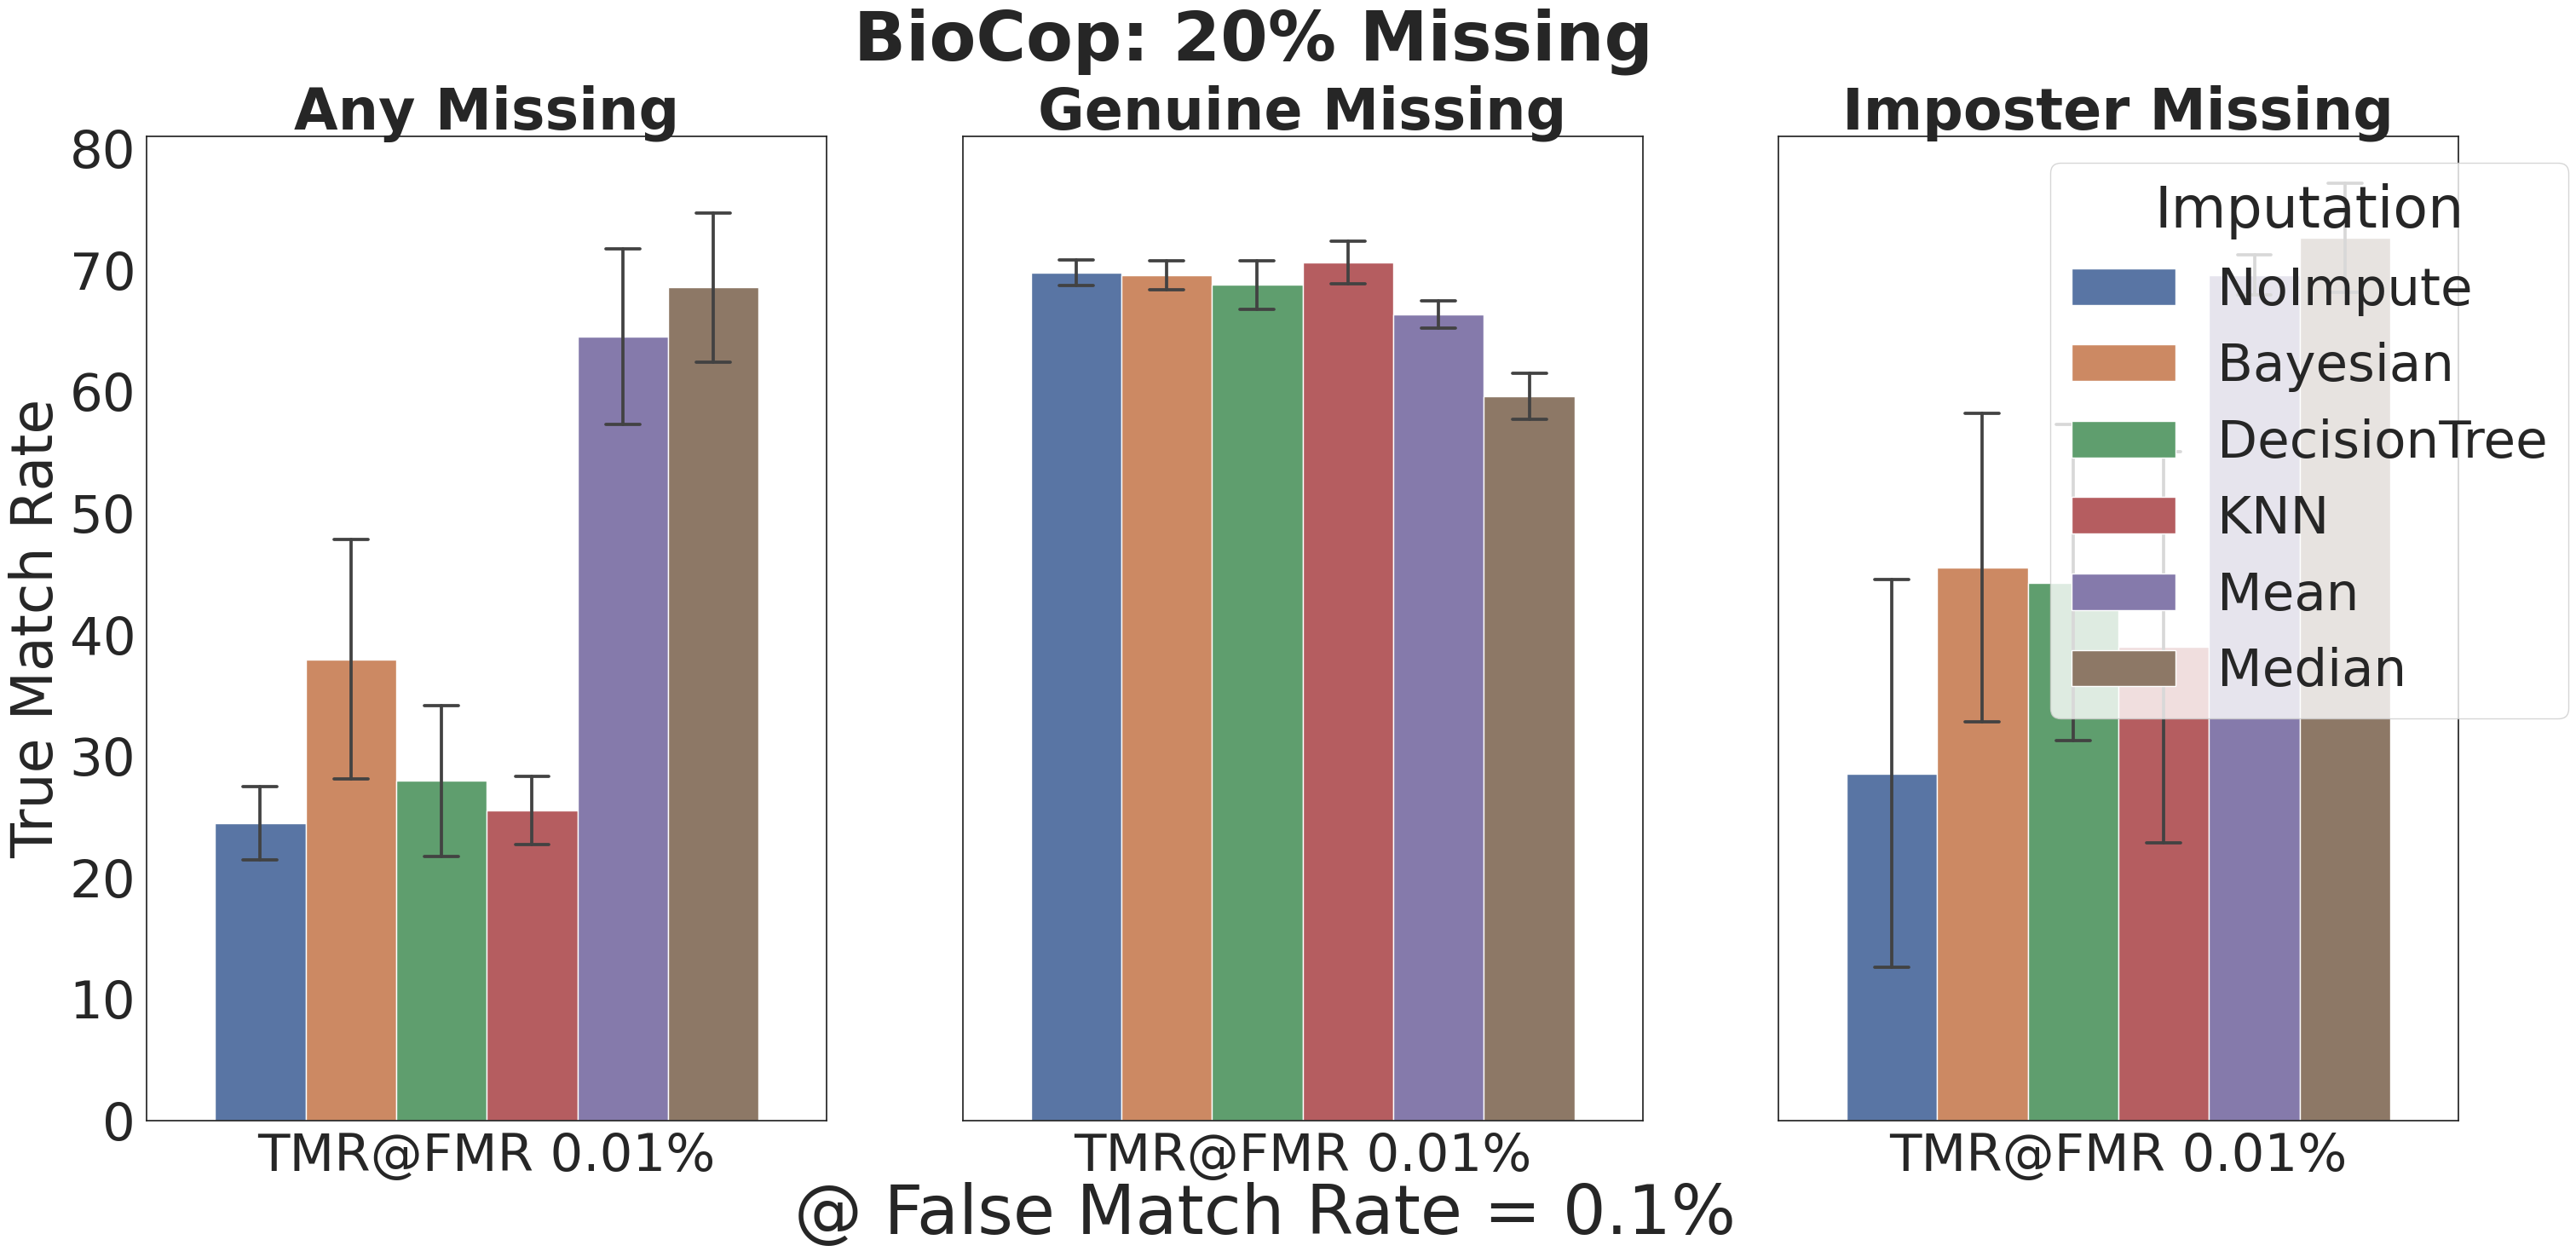 BioCop: 20% Missing
Any Missing
Genuine Missing
Imposter Missing
True Match Rate
80
70
60
50
40
30
20
10
0
Imputation
NoImpute
Bayesian
DecisionTree
KNN
Mean
Median
TMR@FMR 0.01%
TMR@FMR 0.01%
TMR@FMR 0.01%
@ False Match Rate = 0.1%